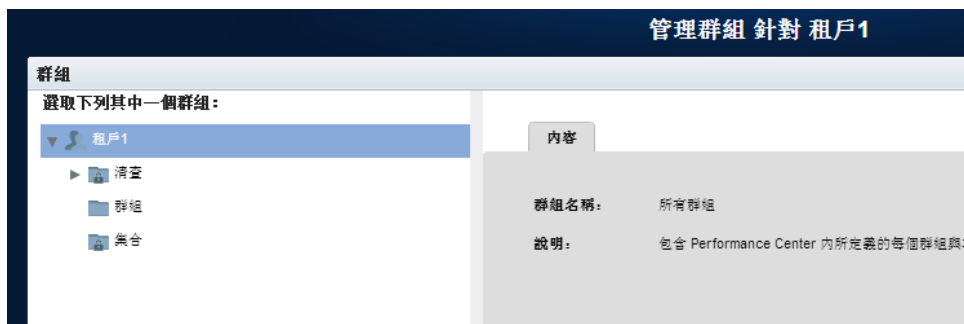 管理群組 針對 租戶1
群組
選取下列其中一個群組：
租戶1
清查
群組
集合
內容
群組名稱： 所有群組
說明： 包含 Performance Center 內所定義的每個群組與